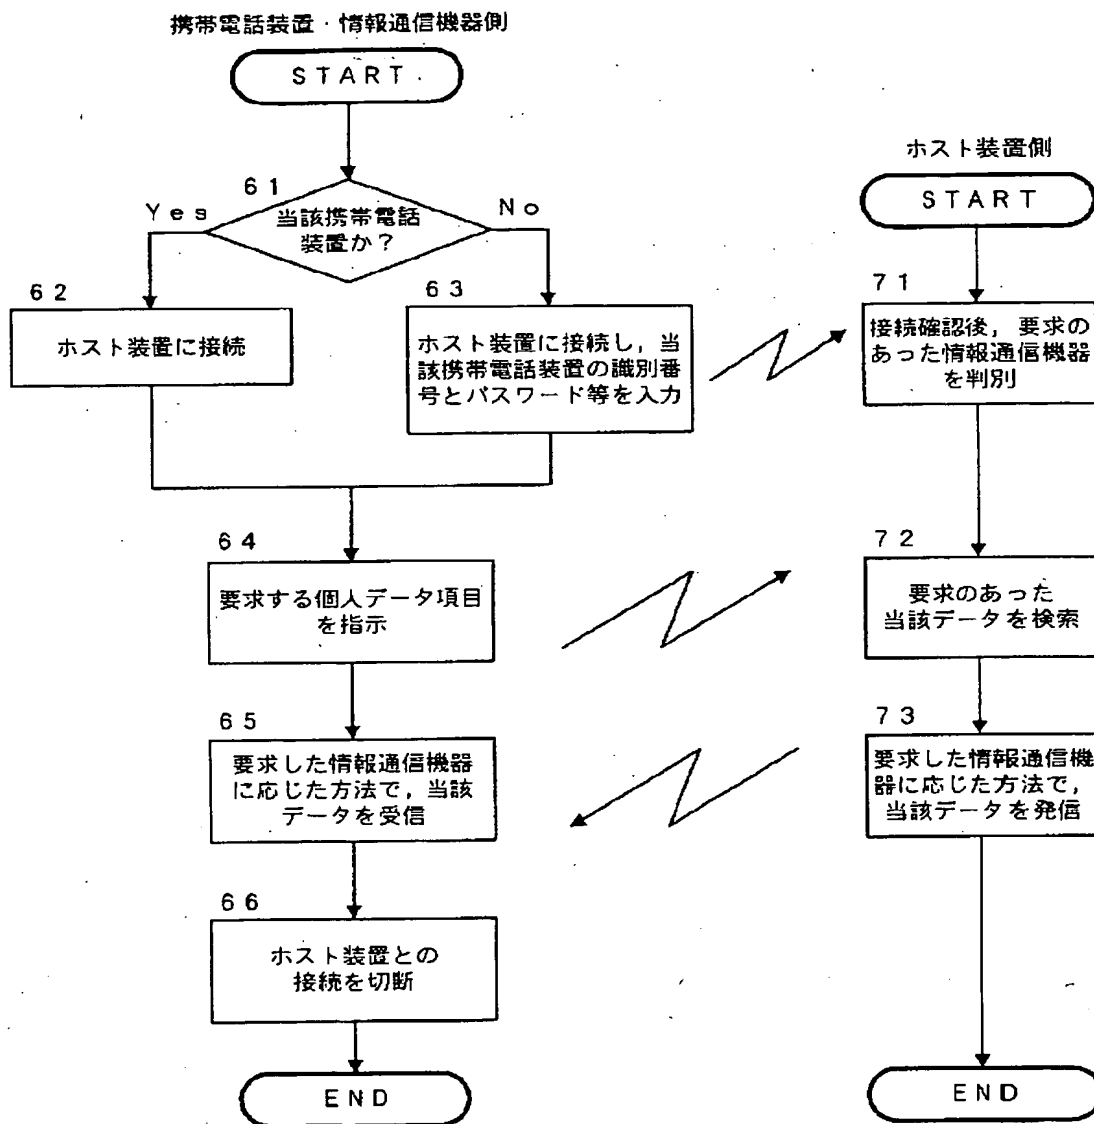 携帯電話装置・情報通信機器側
START
61
当該携帯電話
装置か？
Yes
No
62
ホスト装置に接続
63
ホスト装置に接続し，当
該携帯電話装置の識別番
号とパスワード等を入力
64
要求する個人データ項目
を指示
65
要求した情報通信機器
に応じた方法で，当該
データを受信
66
ホスト装置との
接続を切断
END
ホスト装置側
START
71
接続確認後，要求の
あった情報通信機器
を判別
72
要求のあった
当該データを検索
73
要求した情報通信機
器に応じた方法で，
当該データを発信
END